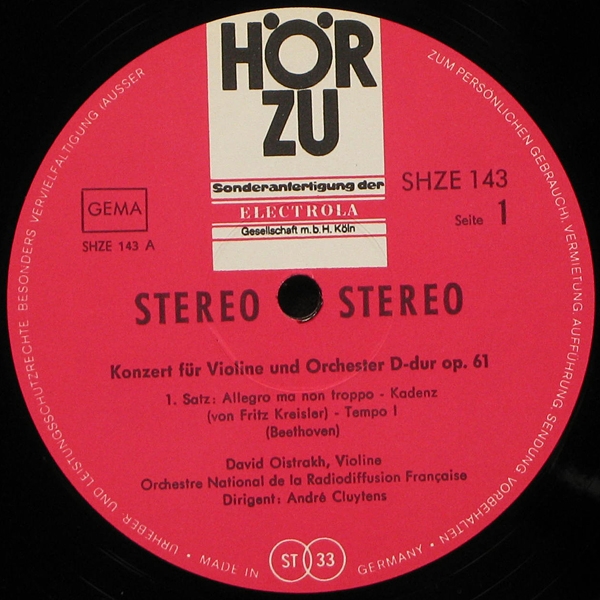 HÖR
ZU
Sonderanfertigung der
ELECTROLA
Gesellschaft m.b.H. Köln
GEMA
SHZE 143 A
SHZE 143
Seite 1
STEREO STEREO
Konzert für Violine und Orchester D-dur op. 61
1. Satz: Allegro ma non troppo - Kadenz
(von Fritz Kreisler) - Tempo I
(Beethoven)
David Oistrakh, Violine
Orchestre National de la Radiodiffusion Française
Dirigent: André Cluytens
URHEBER UND LEISTUNGSSCHUTZRECHTE BESONDERS VERVIELFÄLTIGUNG (AUSSER
ZUM PERSÖNLICHEN GEBRAUCH), VERMIETUNG AUFFÜHRUNG, SENDUNG VORBEHALTEN
• MADE IN ST 33 GERMANY •